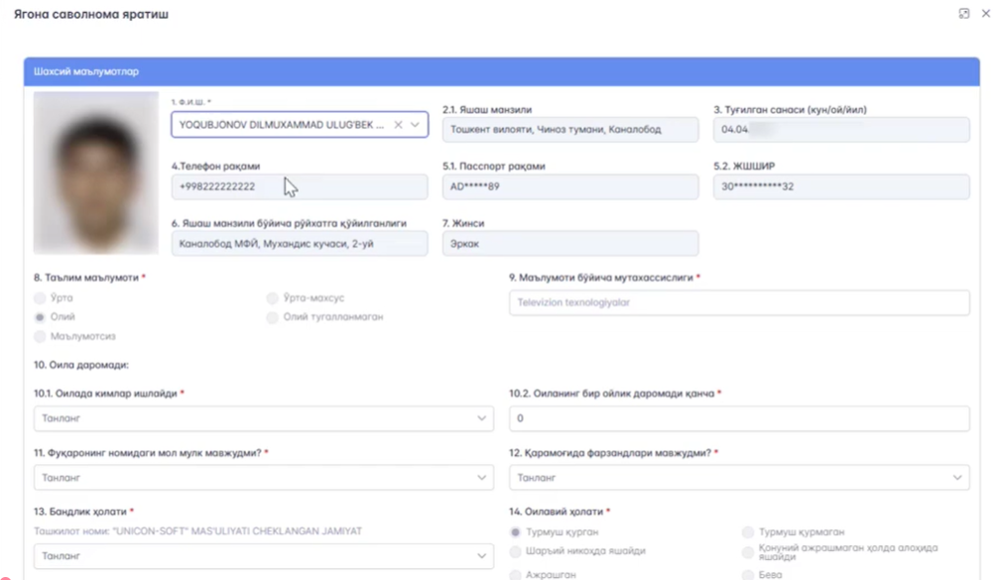 Ягона саволнома яратиш
Шахсий маълумотлар
1. Ф.И.Ш. *
YOQUBJONOV DILMUXAMMAD ULUG'BEK ...
2.1. Яшаш манзили
Тошкент вилояти, Чиноз тумани, Каналобод
3. Туғилган санаси (кун/ой/йил)
04.04.
4.Телефон рақами
+998222222222
5.1. Пасспорт рақами
AD*****89
5.2. ЖШШИР
30**********32
6. Яшаш манзили бўйича рўйхатга қўйилганлиги
Каналобод МФЙ, Мухандис кучаси, 2-уй
7. Жинси
Эркак
8. Таълим маълумоти *
Ўрта
Ўрта-махсус
Олий
Олий тугалланмаган
Маълумотсиз
9. Маълумоти бўйича мутахассислиги *
Televizion texnologiyalar
10. Оила даромади:
10.1. Оилада кимлар ишлайди *
Танланг
10.2. Оиланинг бир ойлик даромади қанча *
0
11. Фуқаронинг номидаги мол мулк мавжудми? *
Танланг
12. Қарамоғида фарзандлари мавжудми? *
Танланг
13. Бандлик ҳолати *
Ташкилот номи: "UNICON-SOFT" MAS'ULIYATI CHEKLANGAN JAMIYAT
Танланг
14. Оилавий ҳолати *
Турмуш қурган
Турмуш қурмаган
Шаръий никоҳда яшайди
Қонуний ажрашмаган ҳолда алоҳида
яшайди
Ажрашган
Бева